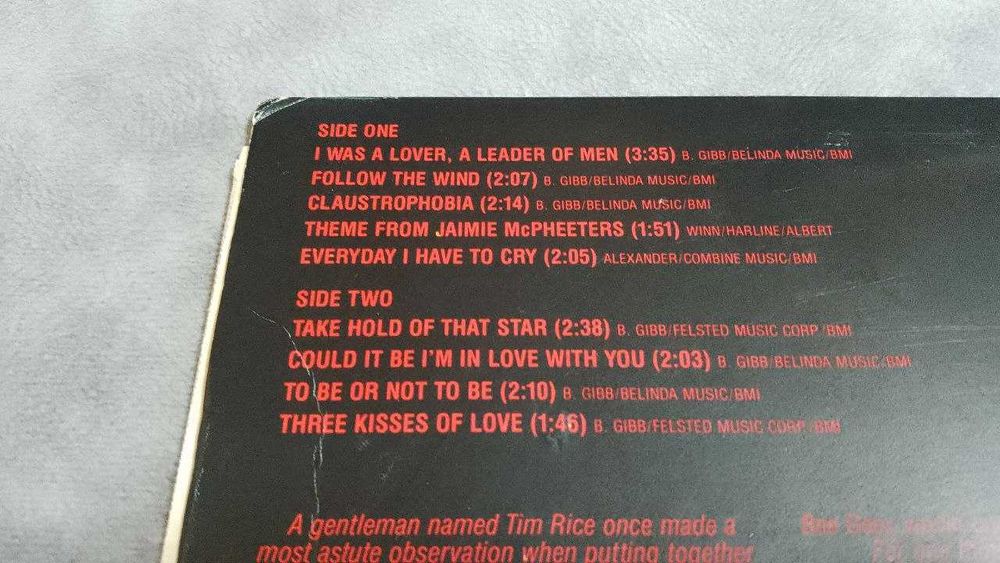 SIDE ONE
I WAS A LOVER, A LEADER OF MEN (3:35) B. GIBB/BELINDA MUSIC/BMI
FOLLOW THE WIND (2:07) B. GIBB/BELINDA MUSIC/BMI
CLAUSTROPHOBIA (2:14) B. GIBB/BELINDA MUSIC/BMI
THEME FROM JAIMIE McPHEETERS (1:51) WINN/HARLINE/ALBERT
EVERYDAY I HAVE TO CRY (2:05) ALEXANDER/COMBINE MUSIC/BMI
SIDE TWO
TAKE HOLD OF THAT STAR (2:38) B. GIBB/FELSTED MUSIC CORP /BMI
COULD IT BE I'M IN LOVE WITH YOU (2:03) B. GIBB/BELINDA MUSIC/BMI
TO BE OR NOT TO BE (2:10) B. GIBB/BELINDA MUSIC/BMI
THREE KISSES OF LOVE (1:46) B. GIBB/FELSTED MUSIC CORP /BMI
A gentleman named Tim Rice once made a
most astute observation when putting together